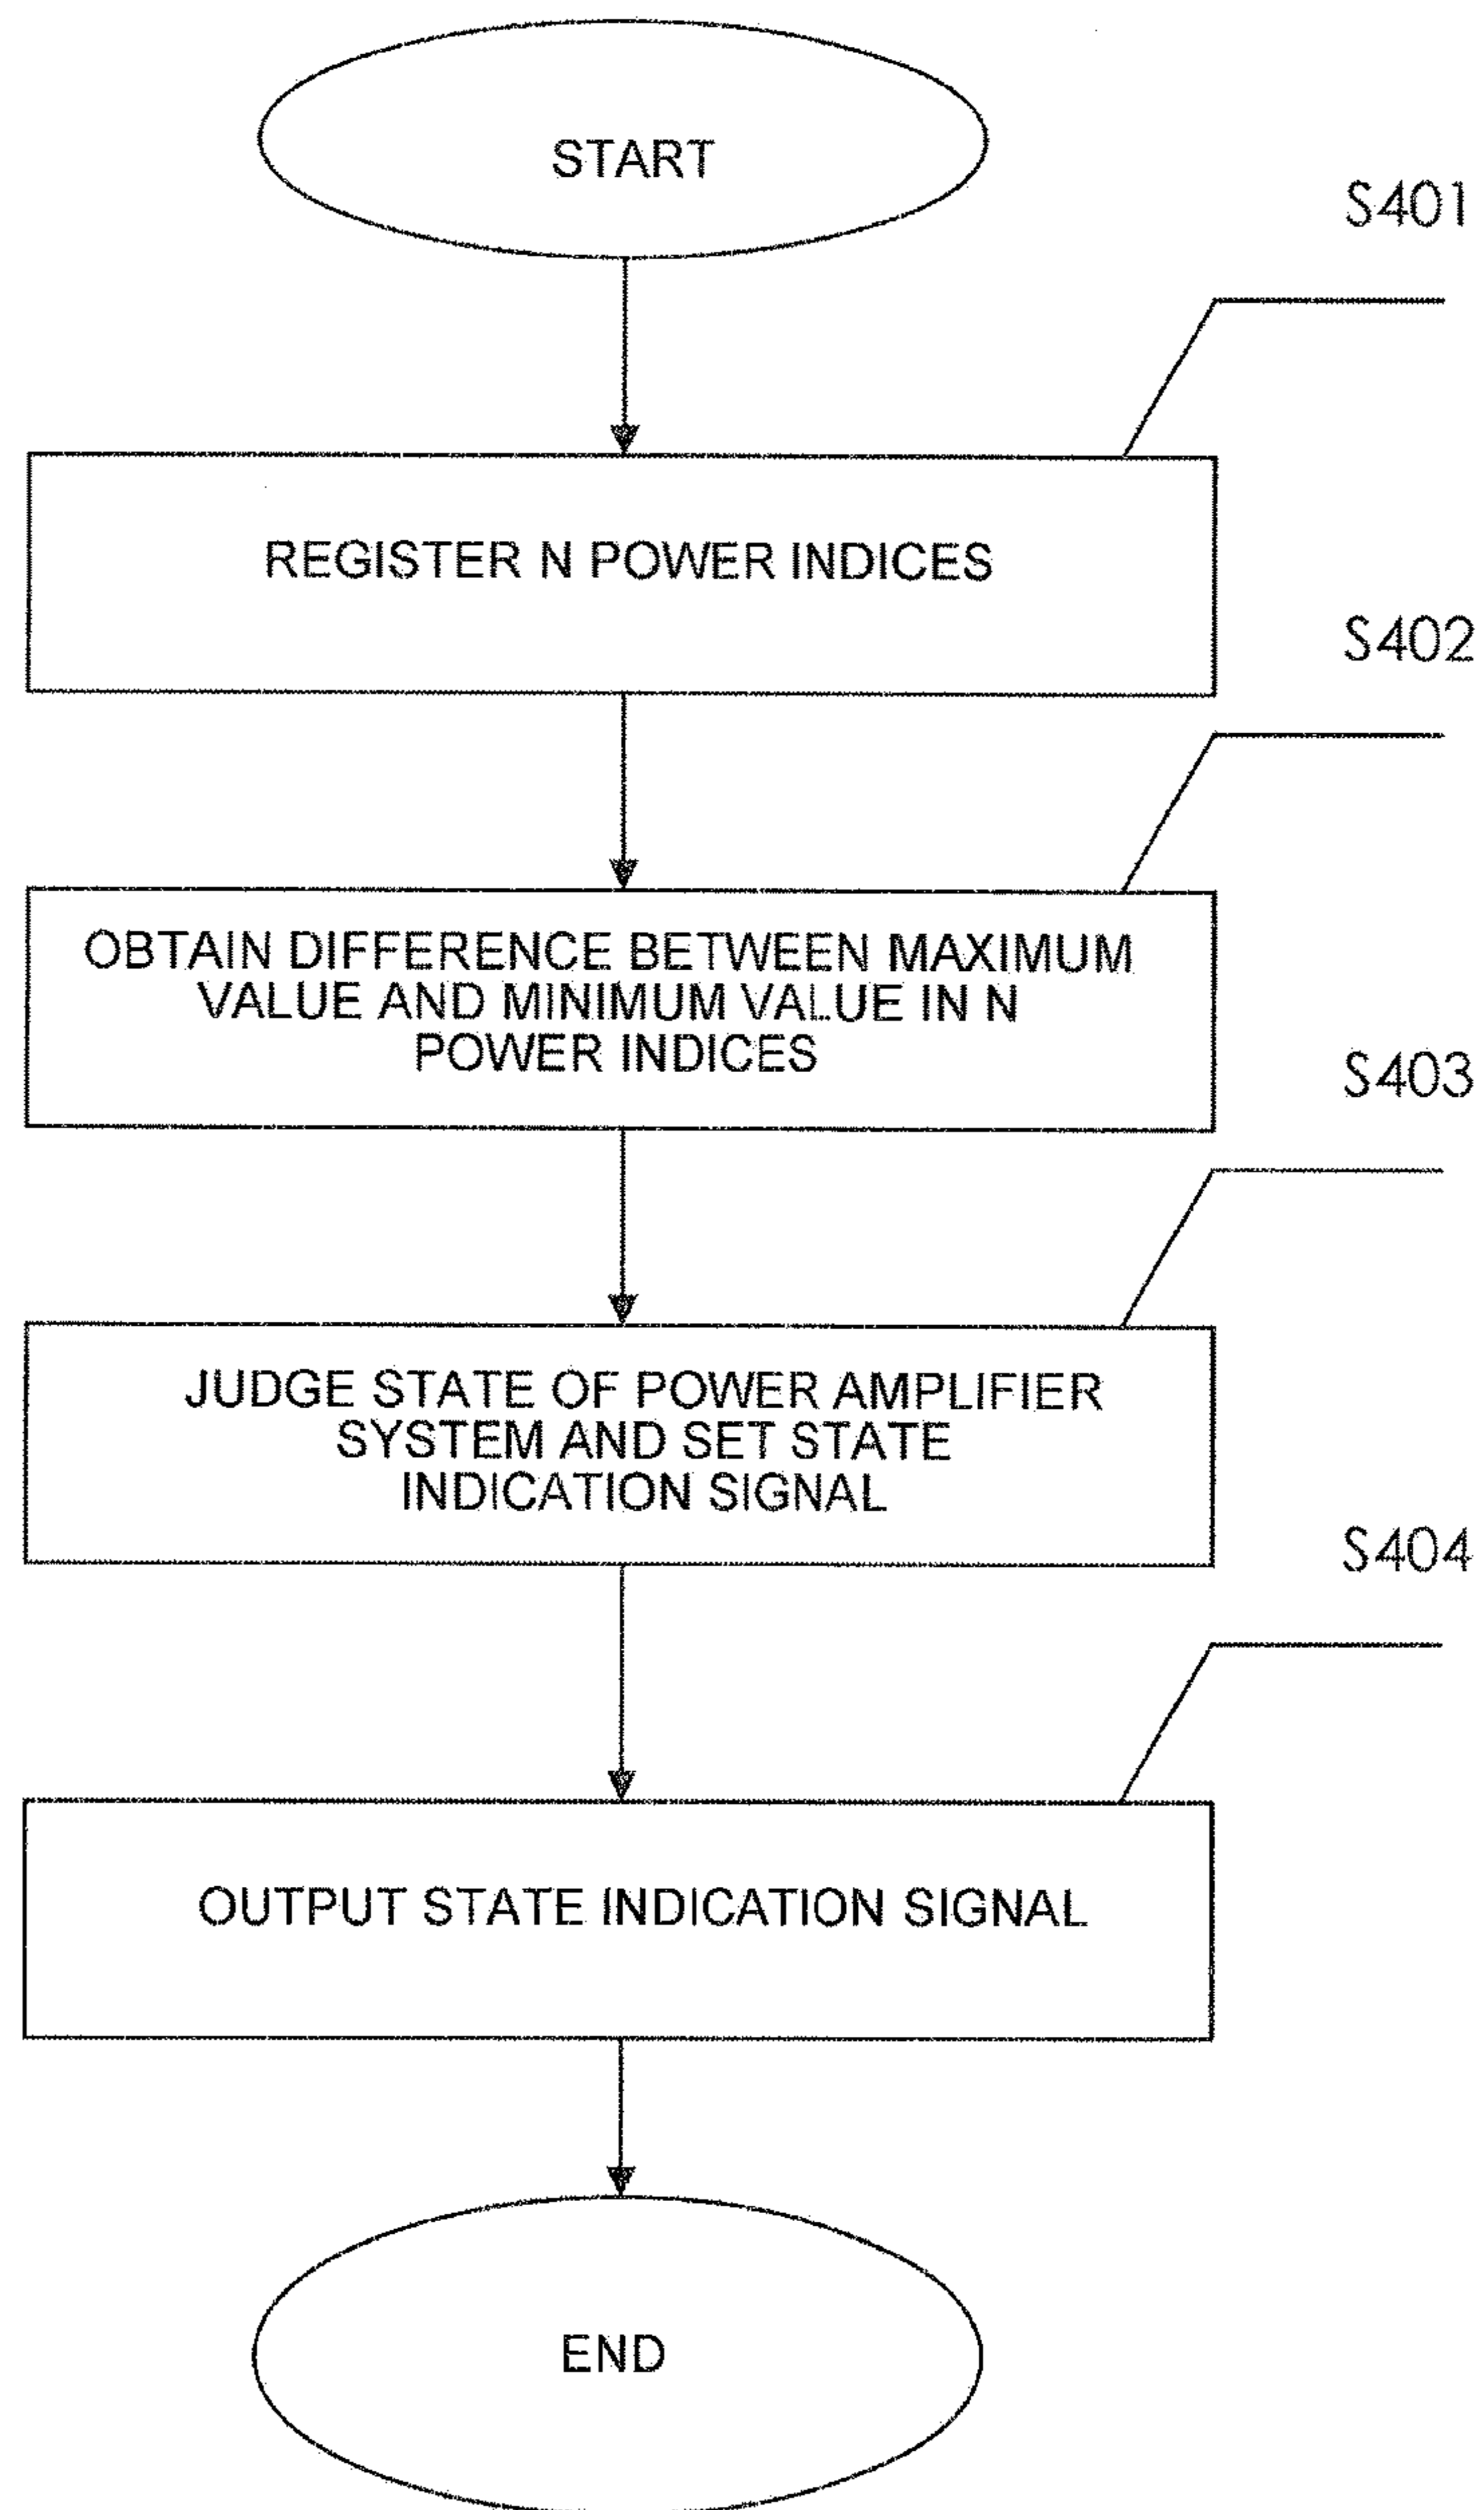 START
S401
REGISTER N POWER INDICES
S402
OBTAIN DIFFERENCE BETWEEN MAXIMUM
VALUE AND MINIMUM VALUE IN N
POWER INDICES
S403
JUDGE STATE OF POWER AMPLIFIER
SYSTEM AND SET STATE
INDICATION SIGNAL
S404
OUTPUT STATE INDICATION SIGNAL
END